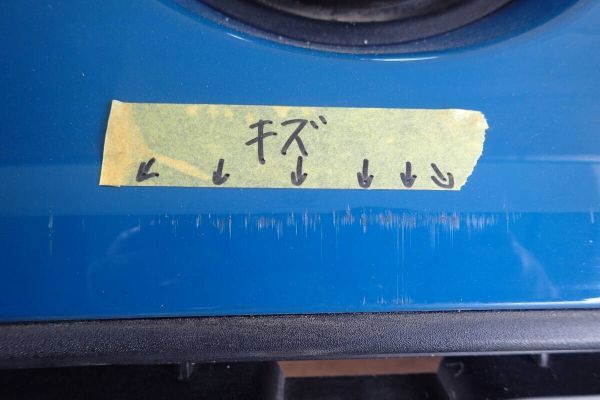 キズ
↙ ↓ ↓ ↓ ↓ ↘